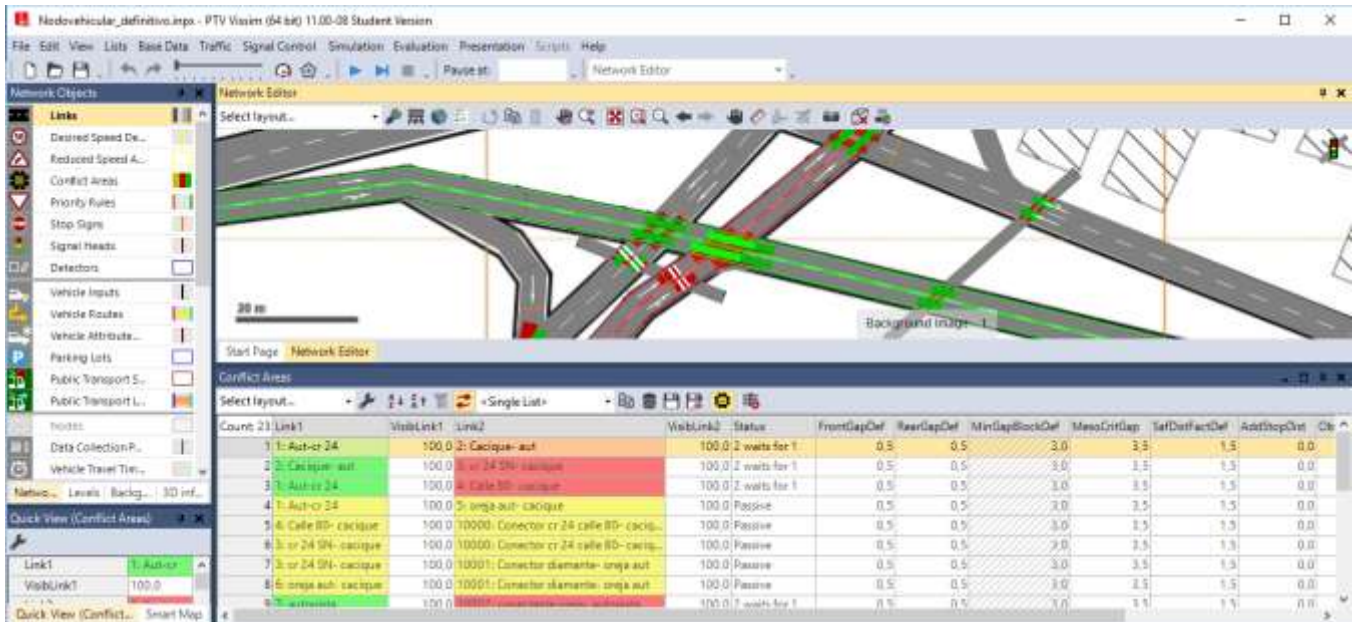 Nodovehicular_definitivo.inpx - PTV Vissim (64 bit) 11.00-08 Student Version
File Edit View Lists Base Data Traffic Signal Control Simulation Evaluation Presentation Scripts Help
Pause at: Network Editor
Network Objects
Links
Desired Speed De...
Reduced Speed A...
Conflict Areas
Priority Rules
Stop Signs
Signal Heads
Detectors
Vehicle Inputs
Vehicle Routes
Vehicle Attribute...
Parking Lots
Public Transport S...
Public Transport L...
Nodes
Data Collection P...
Vehicle Travel Tim...
Netwo... Levels Backg... 3D inf...
Quick View (Conflict Areas)
Link1 1: Aut-cr
VisibLink1 100.0
Quick View (Conflict... Smart Map
Network Editor
Select layout...
20 m
Background Image 1
Start Page Network Editor
Conflict Areas
Select layout... <Single List>
Count: 23 Link1 VisibLink1 Link2 VisibLink2 Status FrontGapDef RearGapDef MinGapBlockDef MesoCritGap SafDistFactDef AddStopDist
1 1: Aut-cr 24 100,0 2: Cacique- aut 100,0 2 waits for 1 0,5 0,5 3,0 3,5 1,5 0,0
2 2: Cacique- aut 100,0 3: cr 24 SN- cacique 100,0 2 waits for 1 0,5 0,5 3,0 3,5 1,5 0,0
3 1: Aut-cr 24 100,0 4: Calle 80- cacique 100,0 2 waits for 1 0,5 0,5 3,0 3,5 1,5 0,0
4 1: Aut-cr 24 100,0 5: oreja aut- cacique 100,0 Passive 0,5 0,5 3,0 3,5 1,5 0,0
5 4: Calle 80- cacique 100,0 10000: Conector cr 24 calle 80- caciq... 100,0 Passive 0,5 0,5 3,0 3,5 1,5 0,0
6 3: cr 24 SN- cacique 100,0 10000: Conector cr 24 calle 80- caciq... 100,0 Passive 0,5 0,5 3,0 3,5 1,5 0,0
7 3: cr 24 SN- cacique 100,0 10001: Conector diamante- oreja aut 100,0 Passive 0,5 0,5 3,0 3,5 1,5 0,0
8 5: oreja aut- cacique 100,0 10001: Conector diamante- oreja aut 100,0 Passive 0,5 0,5 3,0 3,5 1,5 0,0